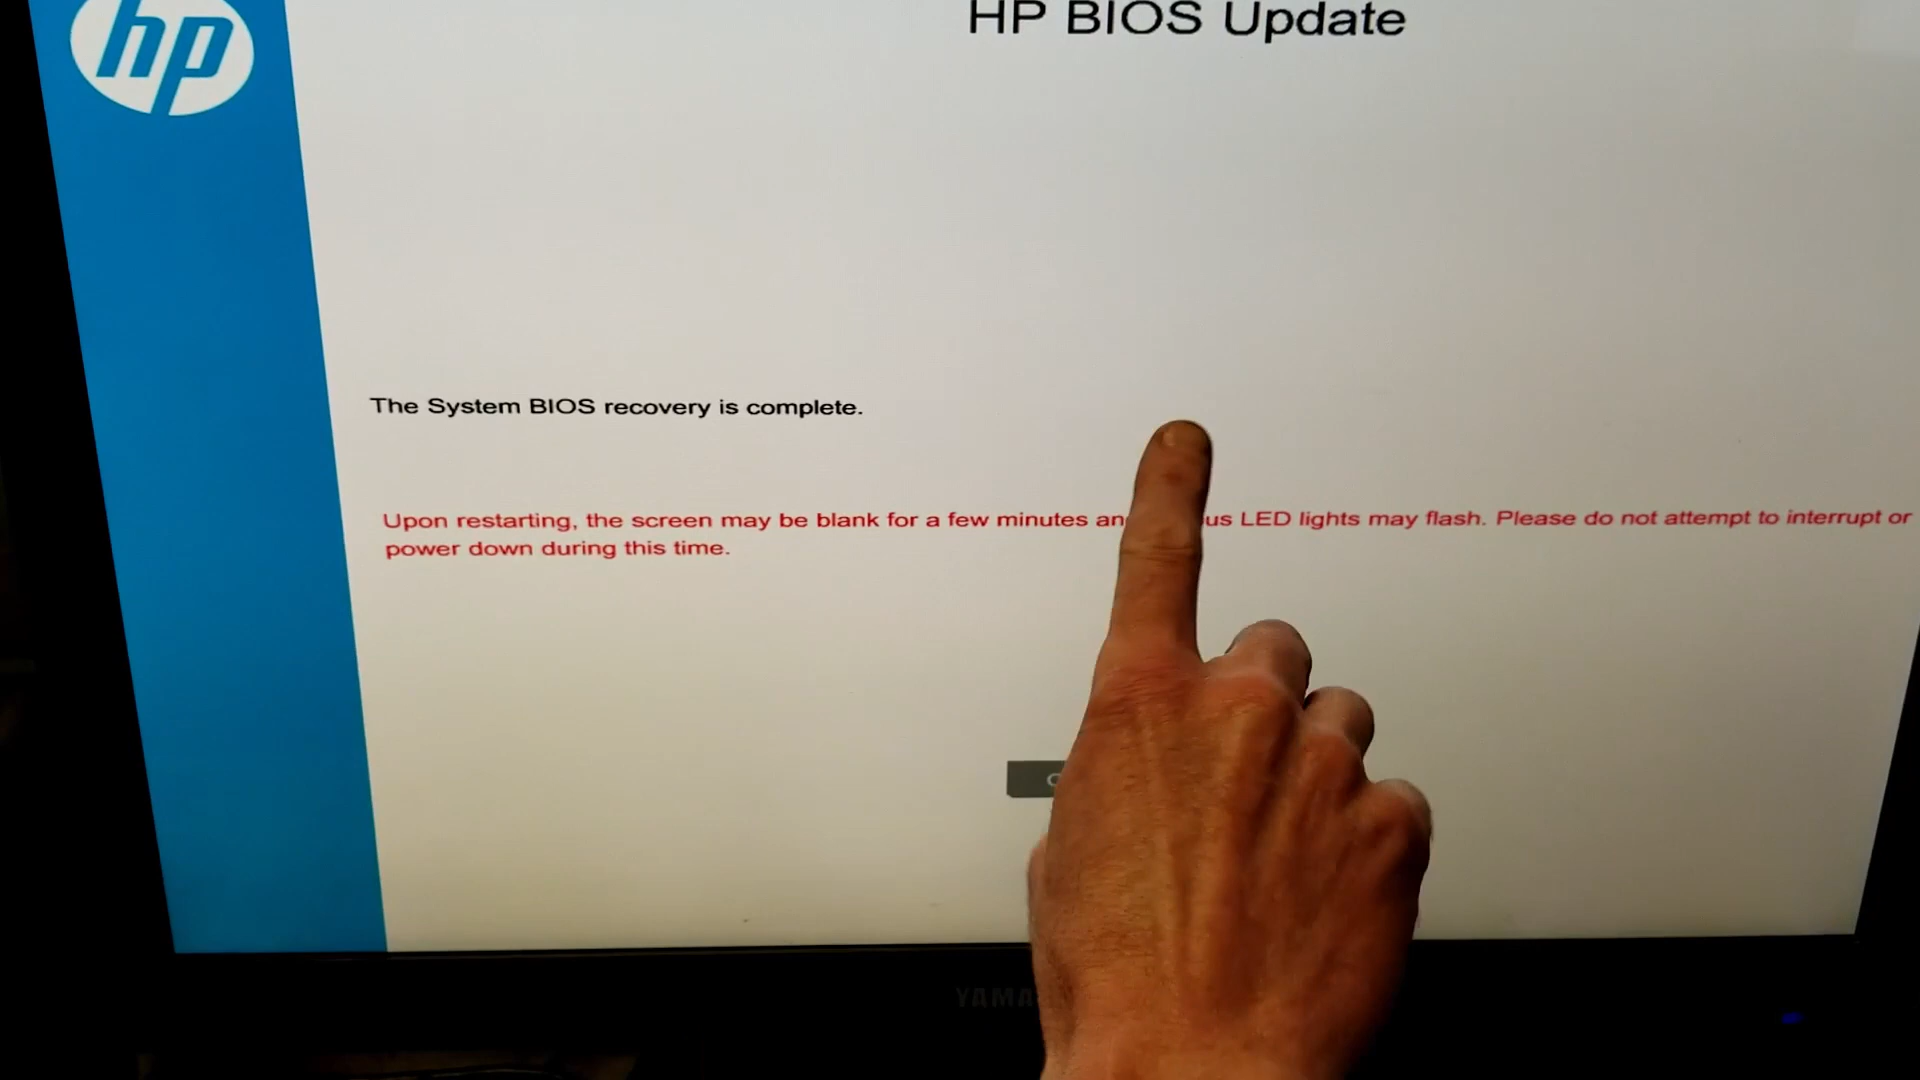 hp
HP BIOS Update
The System BIOS recovery is complete.
Upon restarting, the screen may be blank for a few minutes an us LED lights may flash. Please do not attempt to interrupt or
power down during this time.
YAMA